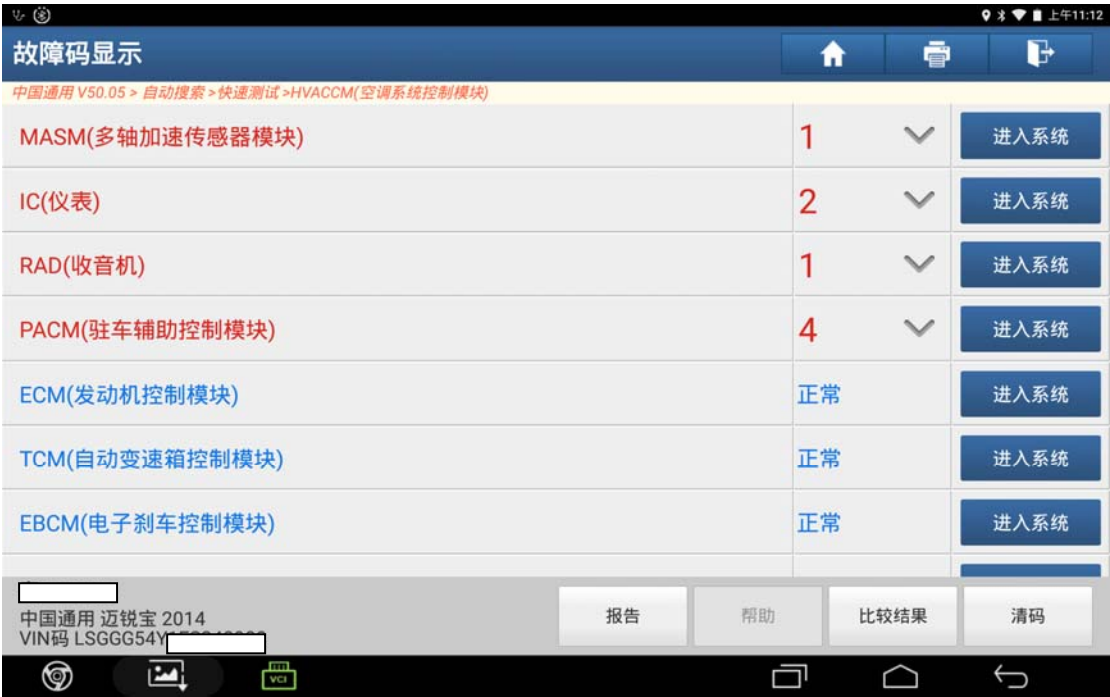 上午11:12
故障码显示
中国通用 V50.05 > 自动搜索 >快速测试 >HVACCM(空调系统控制模块)
MASM(多轴加速传感器模块) 1 进入系统
IC(仪表) 2 进入系统
RAD(收音机) 1 进入系统
PACM(驻车辅助控制模块) 4 进入系统
ECM(发动机控制模块) 正常 进入系统
TCM(自动变速箱控制模块) 正常 进入系统
EBCM(电子刹车控制模块) 正常 进入系统
中国通用 迈锐宝 2014
VIN码 LSGGG54Y
报告 帮助 比较结果 清码
VCI